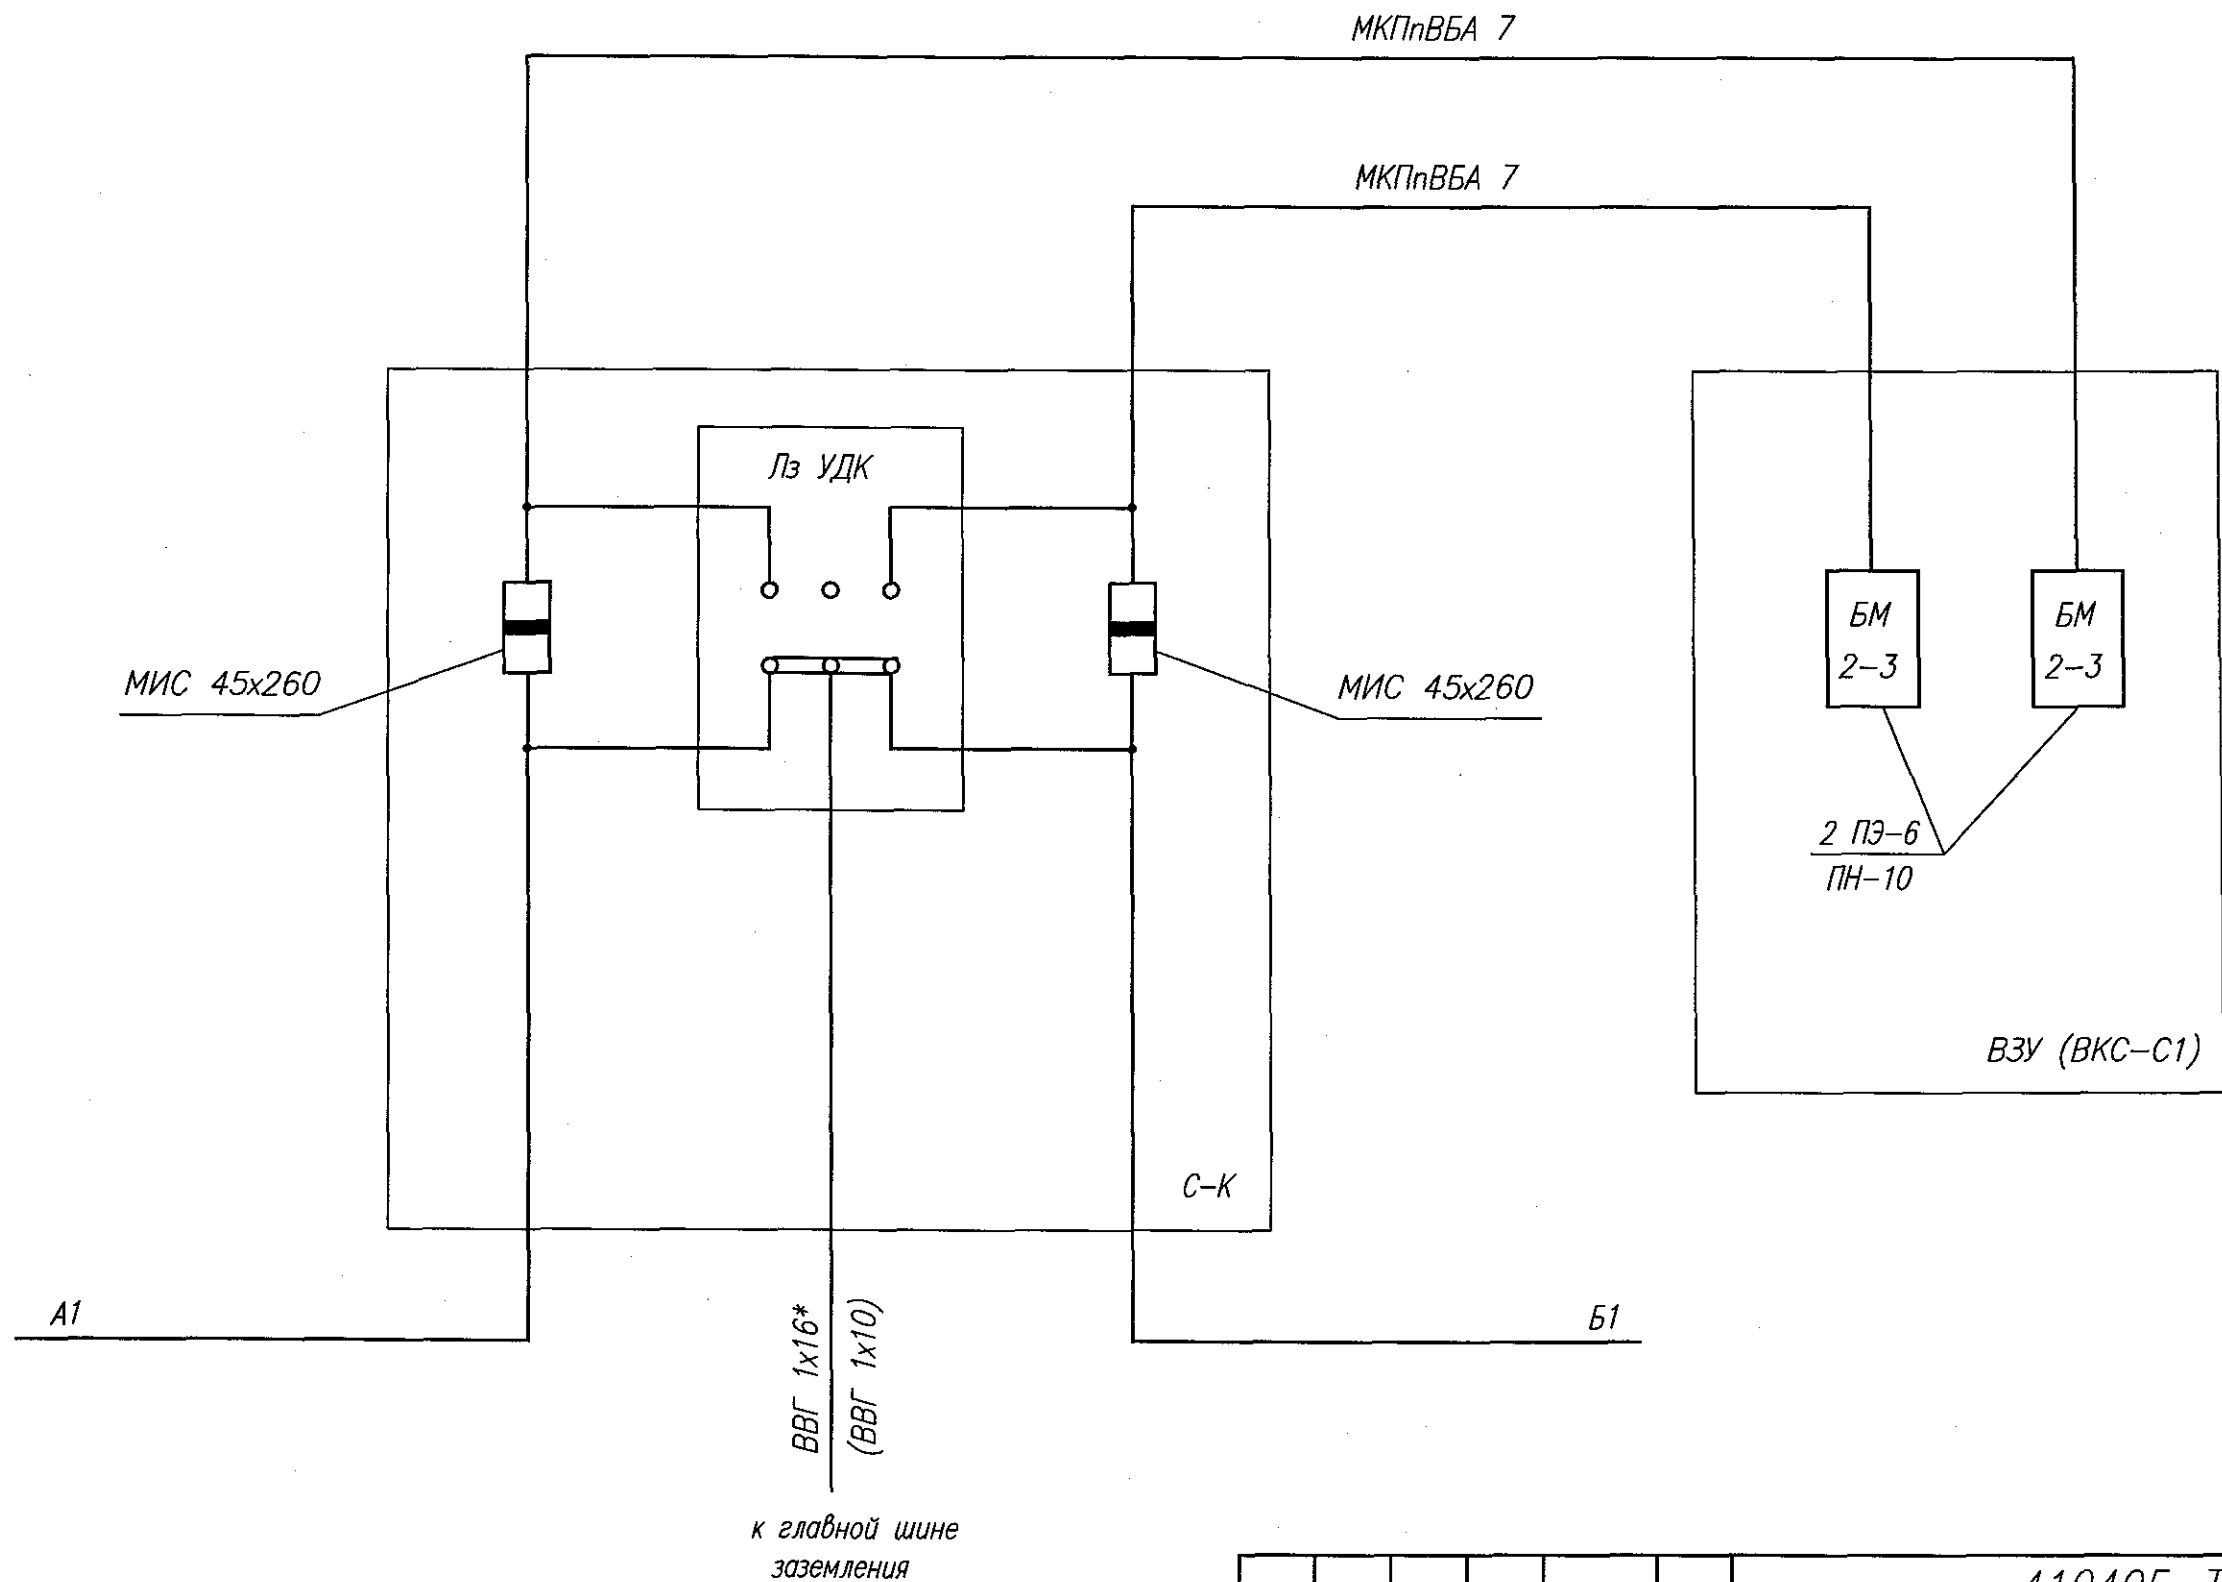 МКПпВБА 7
МКПпВБА 7
Лз УДК
МИС 45х260
МИС 45х260
БМ
2-3
БМ
2-3
2 ПЭ-6
ПН-10
ВЗУ (ВКС-С1)
С-К
А1
Б1
ВВГ 1х16*
(ВВГ 1х10)
к главной шине
заземления